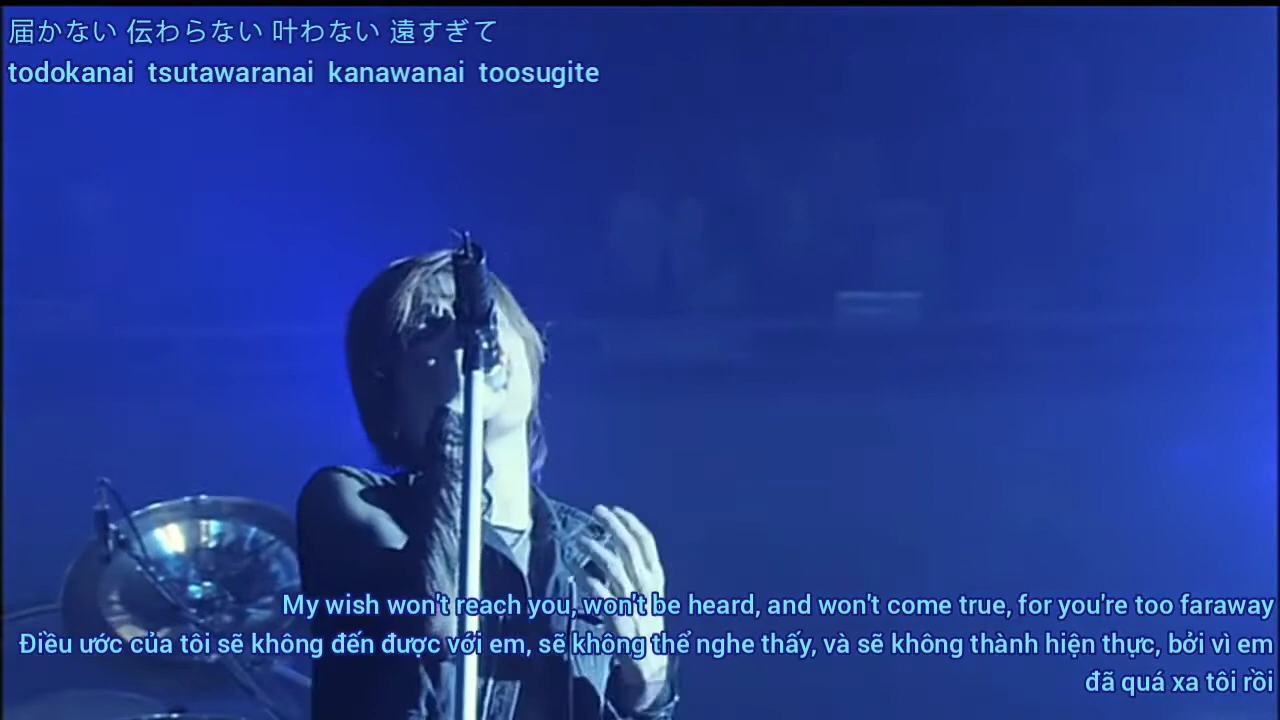 届かない 伝わらない 叶わない 遠すぎて
todokanai tsutawaranai kanawanai toosugite
My wish won't reach you, won't be heard, and won't come true, for you're too faraway
Điều ước của tôi sẽ không đến được với em, sẽ không thể nghe thấy, và sẽ không thành hiện thực, bởi vì em
đã quá xa tôi rồi